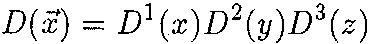 D(\vec{x}) = D^1(x)D^2(y)D^3(z)